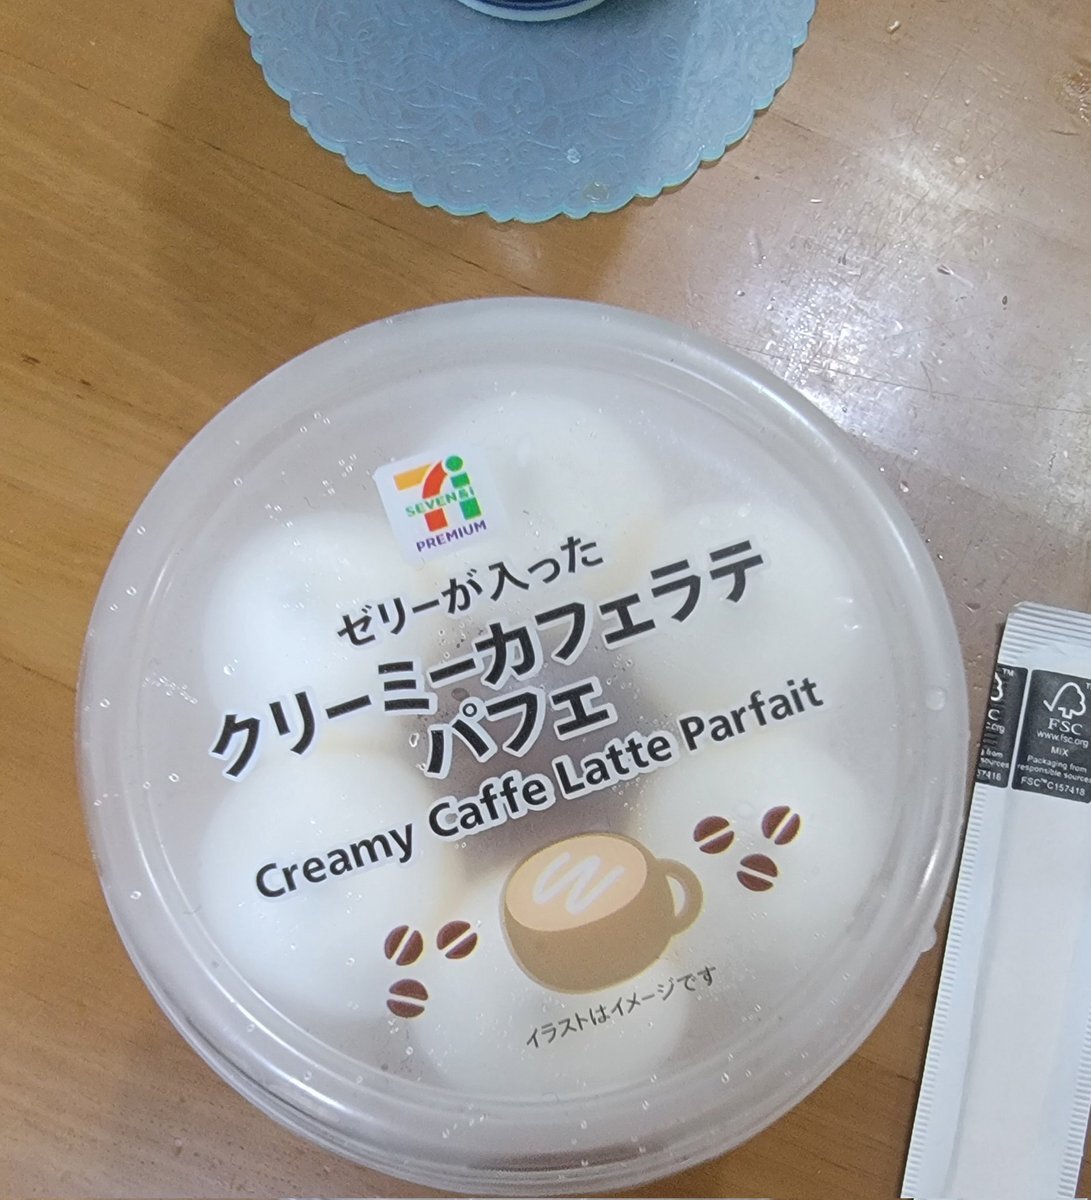 SEVEN&i
PREMIUM
ゼリーが入った
クリーミーカフェラテ
パフェ
Creamy Caffe Latte Parfait
イラストはイメージです
FSC
www.fsc.org
MIX
Packaging from
responsible sources
FSC™ C157418